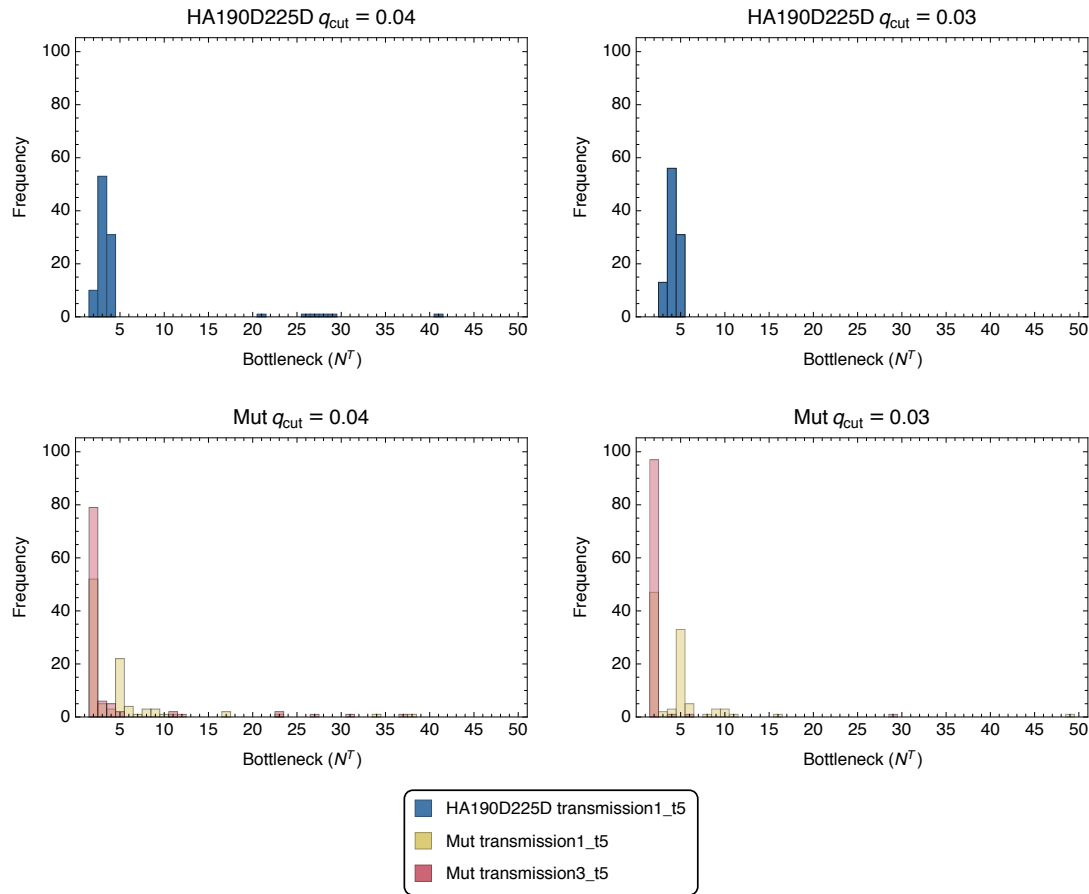 HA190D225D q_cut = 0.04
100
80
60
40
20
0
Frequency
5 10 15 20 25 30 35 40 45 50
Bottleneck (N^T)
HA190D225D q_cut = 0.03
100
80
60
40
20
0
Frequency
5 10 15 20 25 30 35 40 45 50
Bottleneck (N^T)
Mut q_cut = 0.04
100
80
60
40
20
0
Frequency
5 10 15 20 25 30 35 40 45 50
Bottleneck (N^T)
Mut q_cut = 0.03
100
80
60
40
20
0
Frequency
5 10 15 20 25 30 35 40 45 50
Bottleneck (N^T)
HA190D225D transmission1_t5
Mut transmission1_t5
Mut transmission3_t5